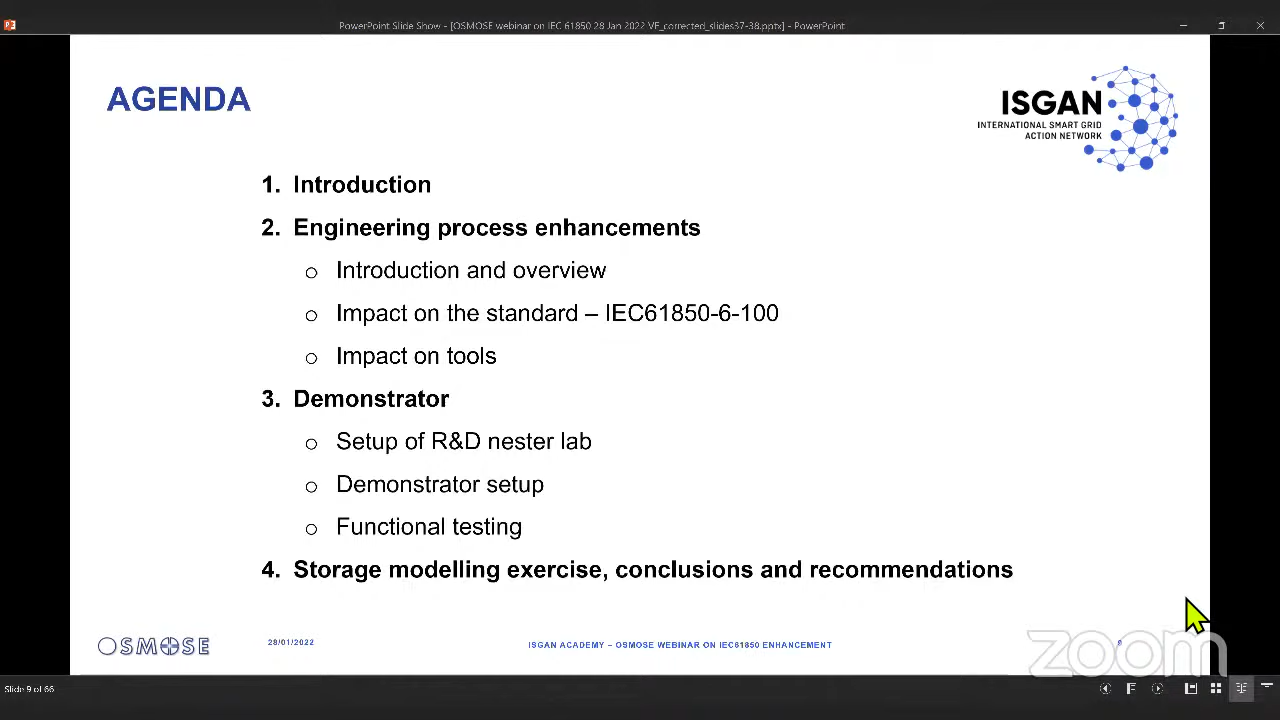 PowerPoint Slide Show - [OSMOSE webinar on IEC 61850 28 Jan 2022 VF_corrected_slides37-38.pptx] - PowerPoint
AGENDA
ISGAN
INTERNATIONAL SMART GRID
ACTION NETWORK
1. Introduction
2. Engineering process enhancements
o Introduction and overview
o Impact on the standard – IEC61850-6-100
o Impact on tools
3. Demonstrator
o Setup of R&D nester lab
o Demonstrator setup
o Functional testing
4. Storage modelling exercise, conclusions and recommendations
OSMOSE
28/01/2022
ISGAN ACADEMY – OSMOSE WEBINAR ON IEC61850 ENHANCEMENT
9
zoom
Slide 9 of 66